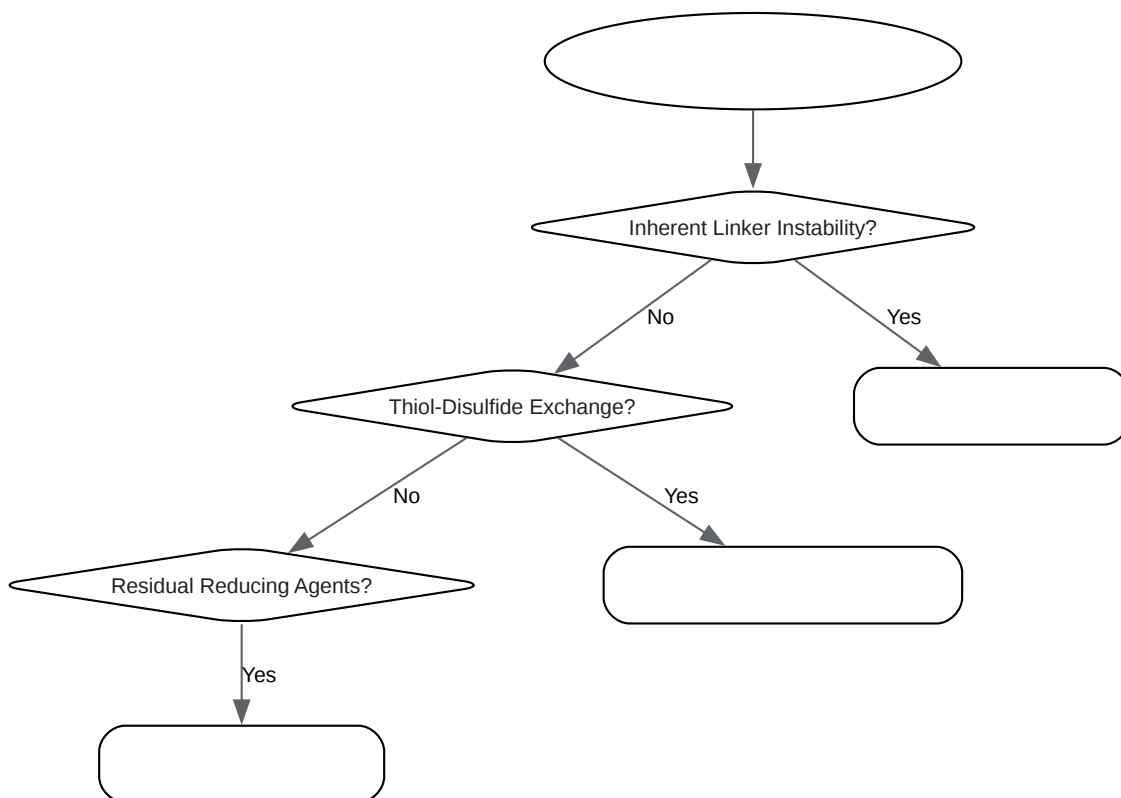 Inherent Linker Instability?
No
Yes
Thiol-Disulfide Exchange?
No
Yes
Residual Reducing Agents?
Yes